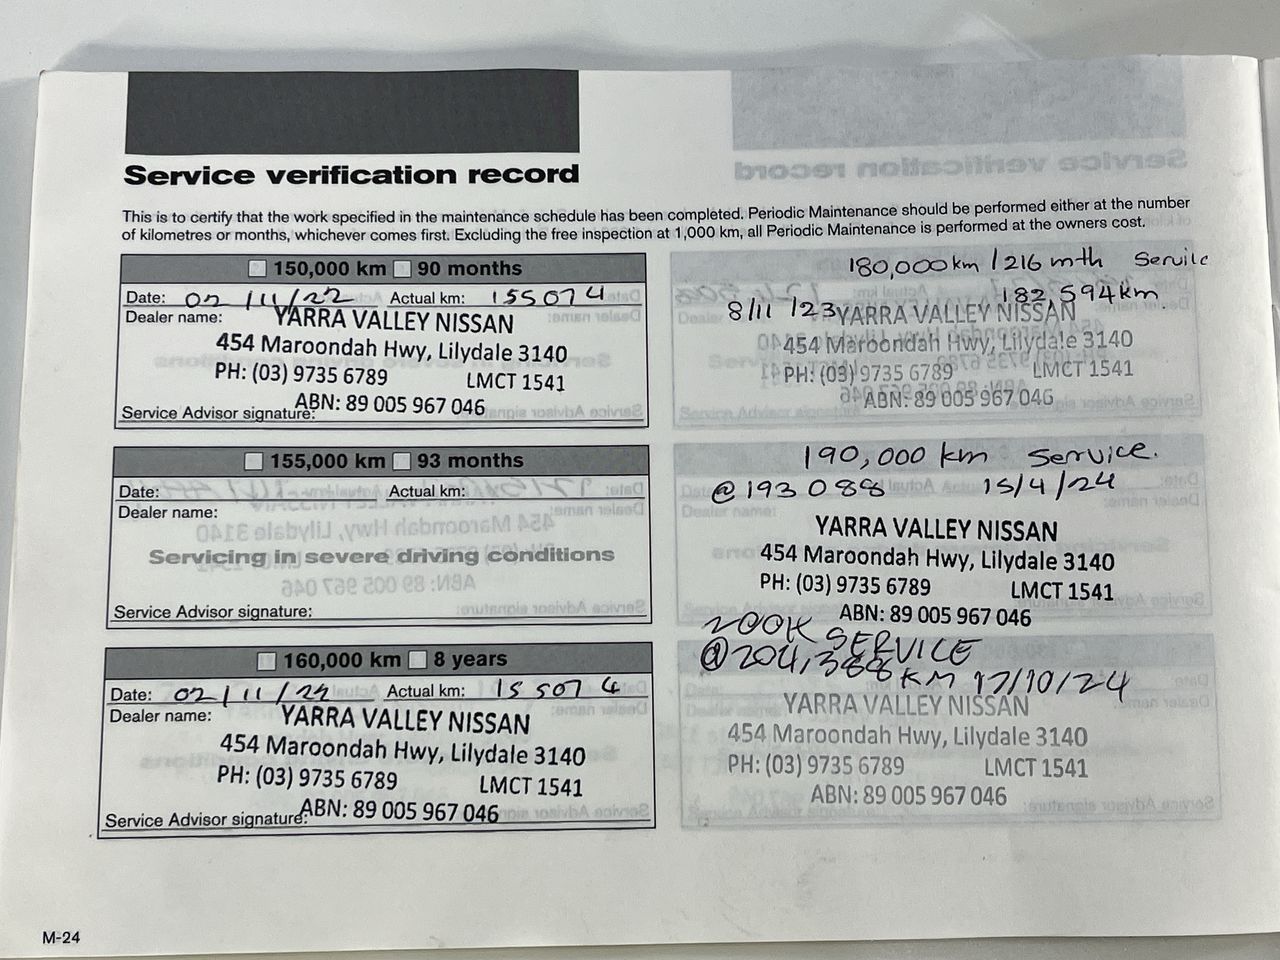 Service verification record
This is to certify that the work specified in the maintenance schedule has been completed. Periodic Maintenance should be performed either at the number
of kilometres or months, whichever comes first. Excluding the free inspection at 1,000 km, all Periodic Maintenance is performed at the owners cost.
150,000 km 90 months
Date: 02/11/22 Actual km: 155074
Dealer name: YARRA VALLEY NISSAN
454 Maroondah Hwy, Lilydale 3140
PH: (03) 9735 6789 LMCT 1541
ABN: 89 005 967 046
Service Advisor signature:
155,000 km 93 months
Date: Actual km:
Dealer name:
Servicing in severe driving conditions
Service Advisor signature:
160,000 km 8 years
Date: 02/11/22 Actual km: 155074
Dealer name: YARRA VALLEY NISSAN
454 Maroondah Hwy, Lilydale 3140
PH: (03) 9735 6789 LMCT 1541
ABN: 89 005 967 046
Service Advisor signature:
180,000km /216 mth Service
8/11/23 182594km
YARRA VALLEY NISSAN
454 Maroondah Hwy, Lilydale 3140
PH: (03) 9735 6789 LMCT 1541
ABN: 89 005 967 046
190,000 km Service.
@193088 15/4/24
YARRA VALLEY NISSAN
454 Maroondah Hwy, Lilydale 3140
PH: (03) 9735 6789 LMCT 1541
ABN: 89 005 967 046
200K SERVICE
@204,388 KM 17/10/24
YARRA VALLEY NISSAN
454 Maroondah Hwy, Lilydale 3140
PH: (03) 9735 6789 LMCT 1541
ABN: 89 005 967 046
M-24